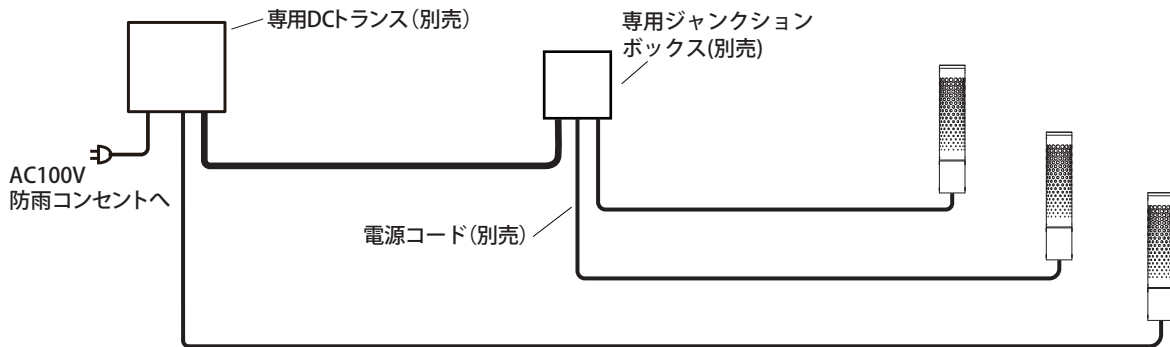 専用DCトランス（別売）
専用ジャンクション
ボックス(別売)
AC100V
防雨コンセントへ
電源コード（別売）